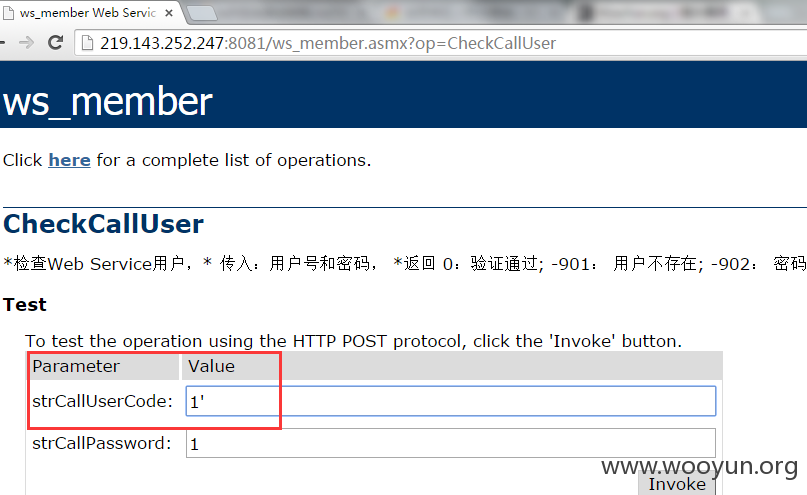 ws_member Web Servic
219.143.252.247:8081/ws_member.asmx?op=CheckCallUser
ws_member
Click here for a complete list of operations.
CheckCallUser
*检查Web Service用户，* 传入：用户号和密码， *返回 0：验证通过; -901： 用户不存在; -902： 密码
Test
To test the operation using the HTTP POST protocol, click the 'Invoke' button.
Parameter Value
strCallUserCode: 1'
strCallPassword: 1
www.wooyun.org
Invoke